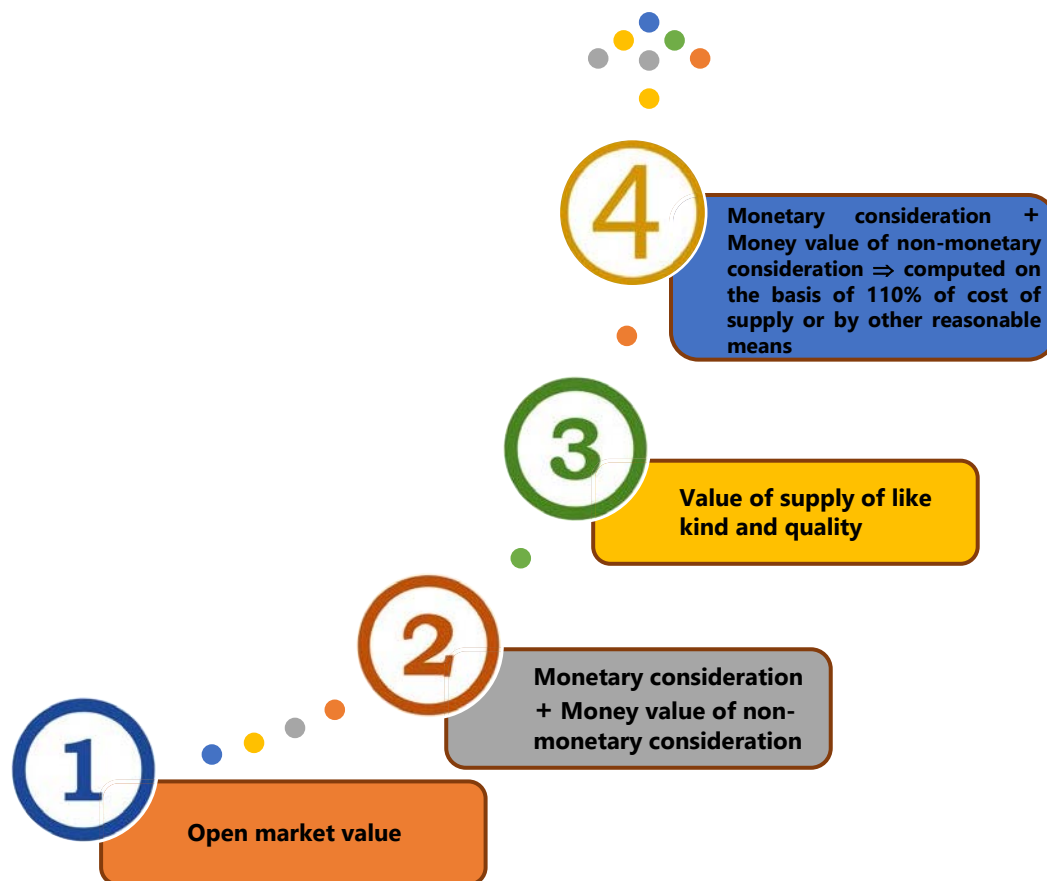 4
Monetary consideration +
Money value of non-monetary
consideration ⇒ computed on
the basis of 110% of cost of
supply or by other reasonable
means
3
Value of supply of like
kind and quality
2
Monetary consideration
+ Money value of non-
monetary consideration
1
Open market value